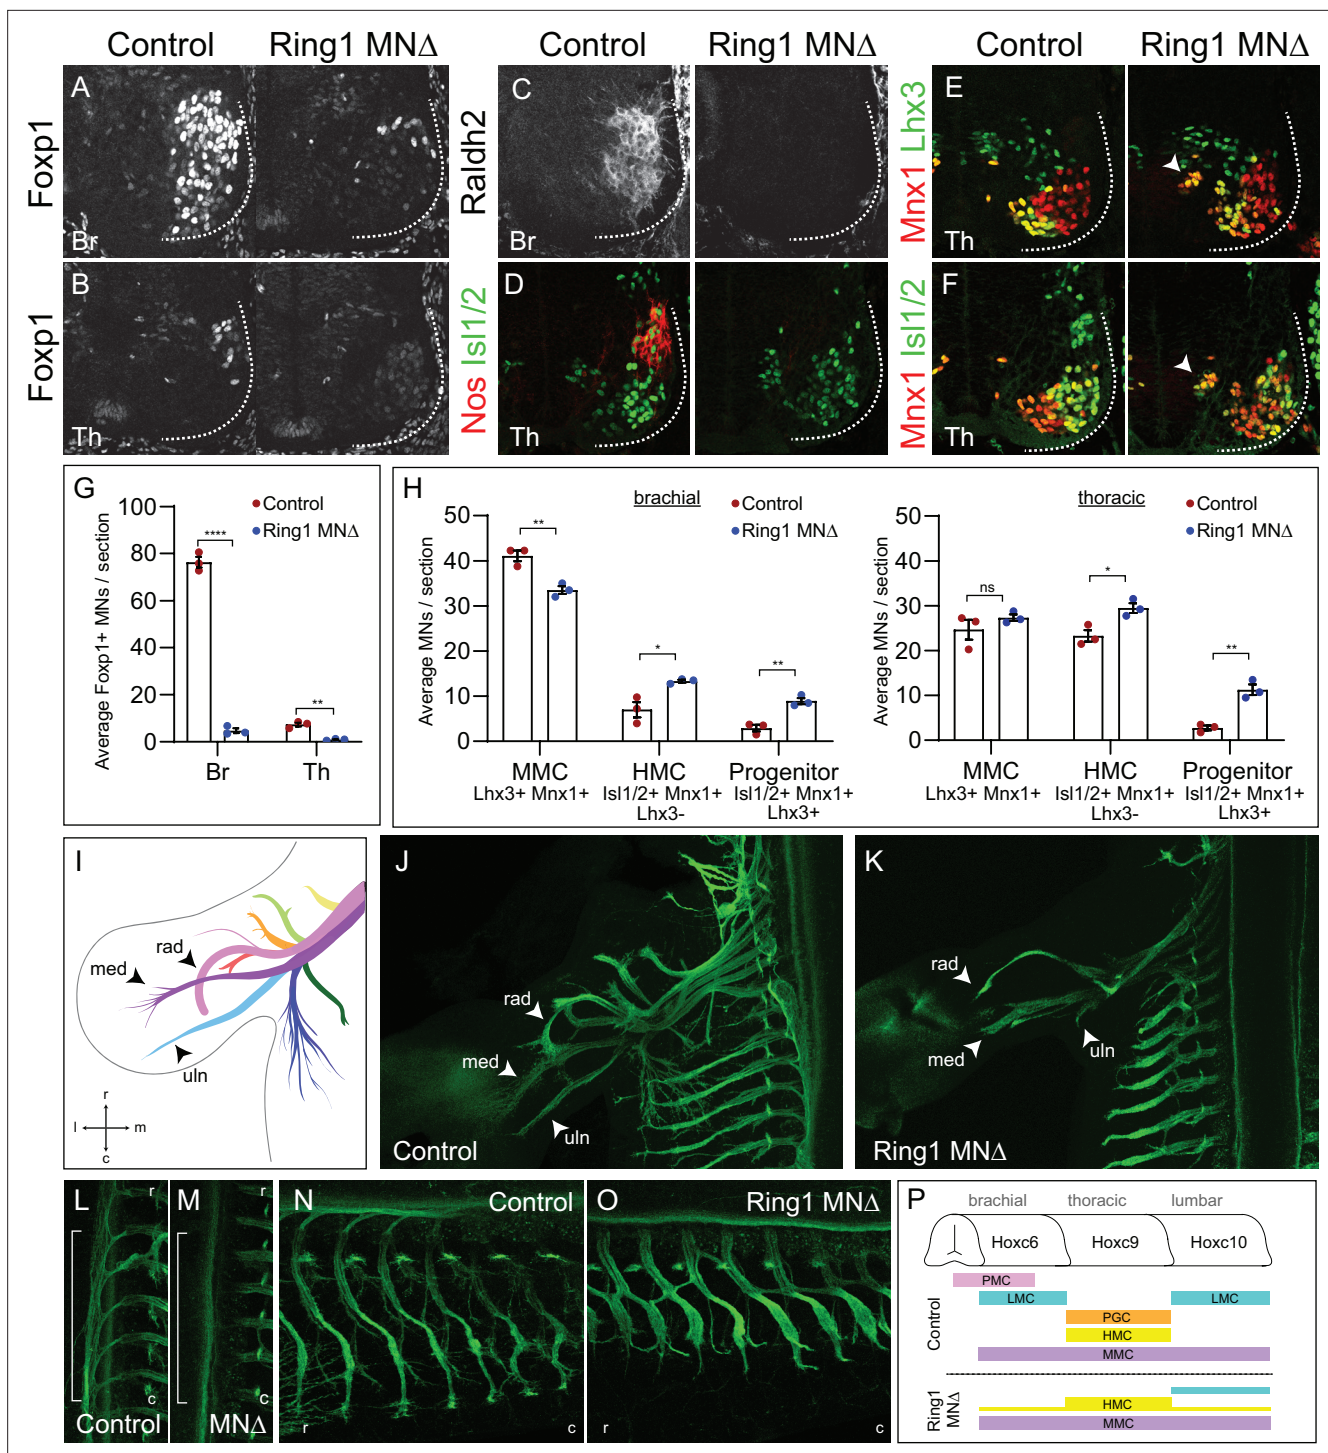 Control
Ring1 MNΔ
Control
Ring1 MNΔ
Control
Ring1 MNΔ
Foxp1
A
Br
Raldh2
C
Br
Mnx1 Lhx3
E
Th
Foxp1
B
Th
Nos Isl1/2
D
Th
Mnx1 Isl1/2
F
Th
G
Average Foxp1+ MNs / section
100
80
60
40
20
0
Control
Ring1 MNΔ
****
**
Br
Th
H
brachial
Average MNs / section
50
40
30
20
10
0
Control
Ring1 MNΔ
**
*
**
MMC
HMC
Progenitor
Lhx3+ Mnx1+
Isl1/2+ Mnx1+
Isl1/2+ Mnx1+
Lhx3-
Lhx3+
thoracic
Average MNs / section
50
40
30
20
10
0
Control
Ring1 MNΔ
ns
*
**
MMC
HMC
Progenitor
Lhx3+ Mnx1+
Isl1/2+ Mnx1+
Isl1/2+ Mnx1+
Lhx3-
Lhx3+
I
rad
med
uln
r
l
m
c
J
rad
med
uln
Control
K
rad
med
uln
Ring1 MNΔ
L
r
c
Control
M
r
c
MNΔ
N
Control
r
c
O
Ring1 MNΔ
r
c
P
brachial
thoracic
lumbar
Hoxc6
Hoxc9
Hoxc10
Control
PMC
LMC
LMC
PGC
HMC
MMC
Ring1
MNΔ
HMC
MMC